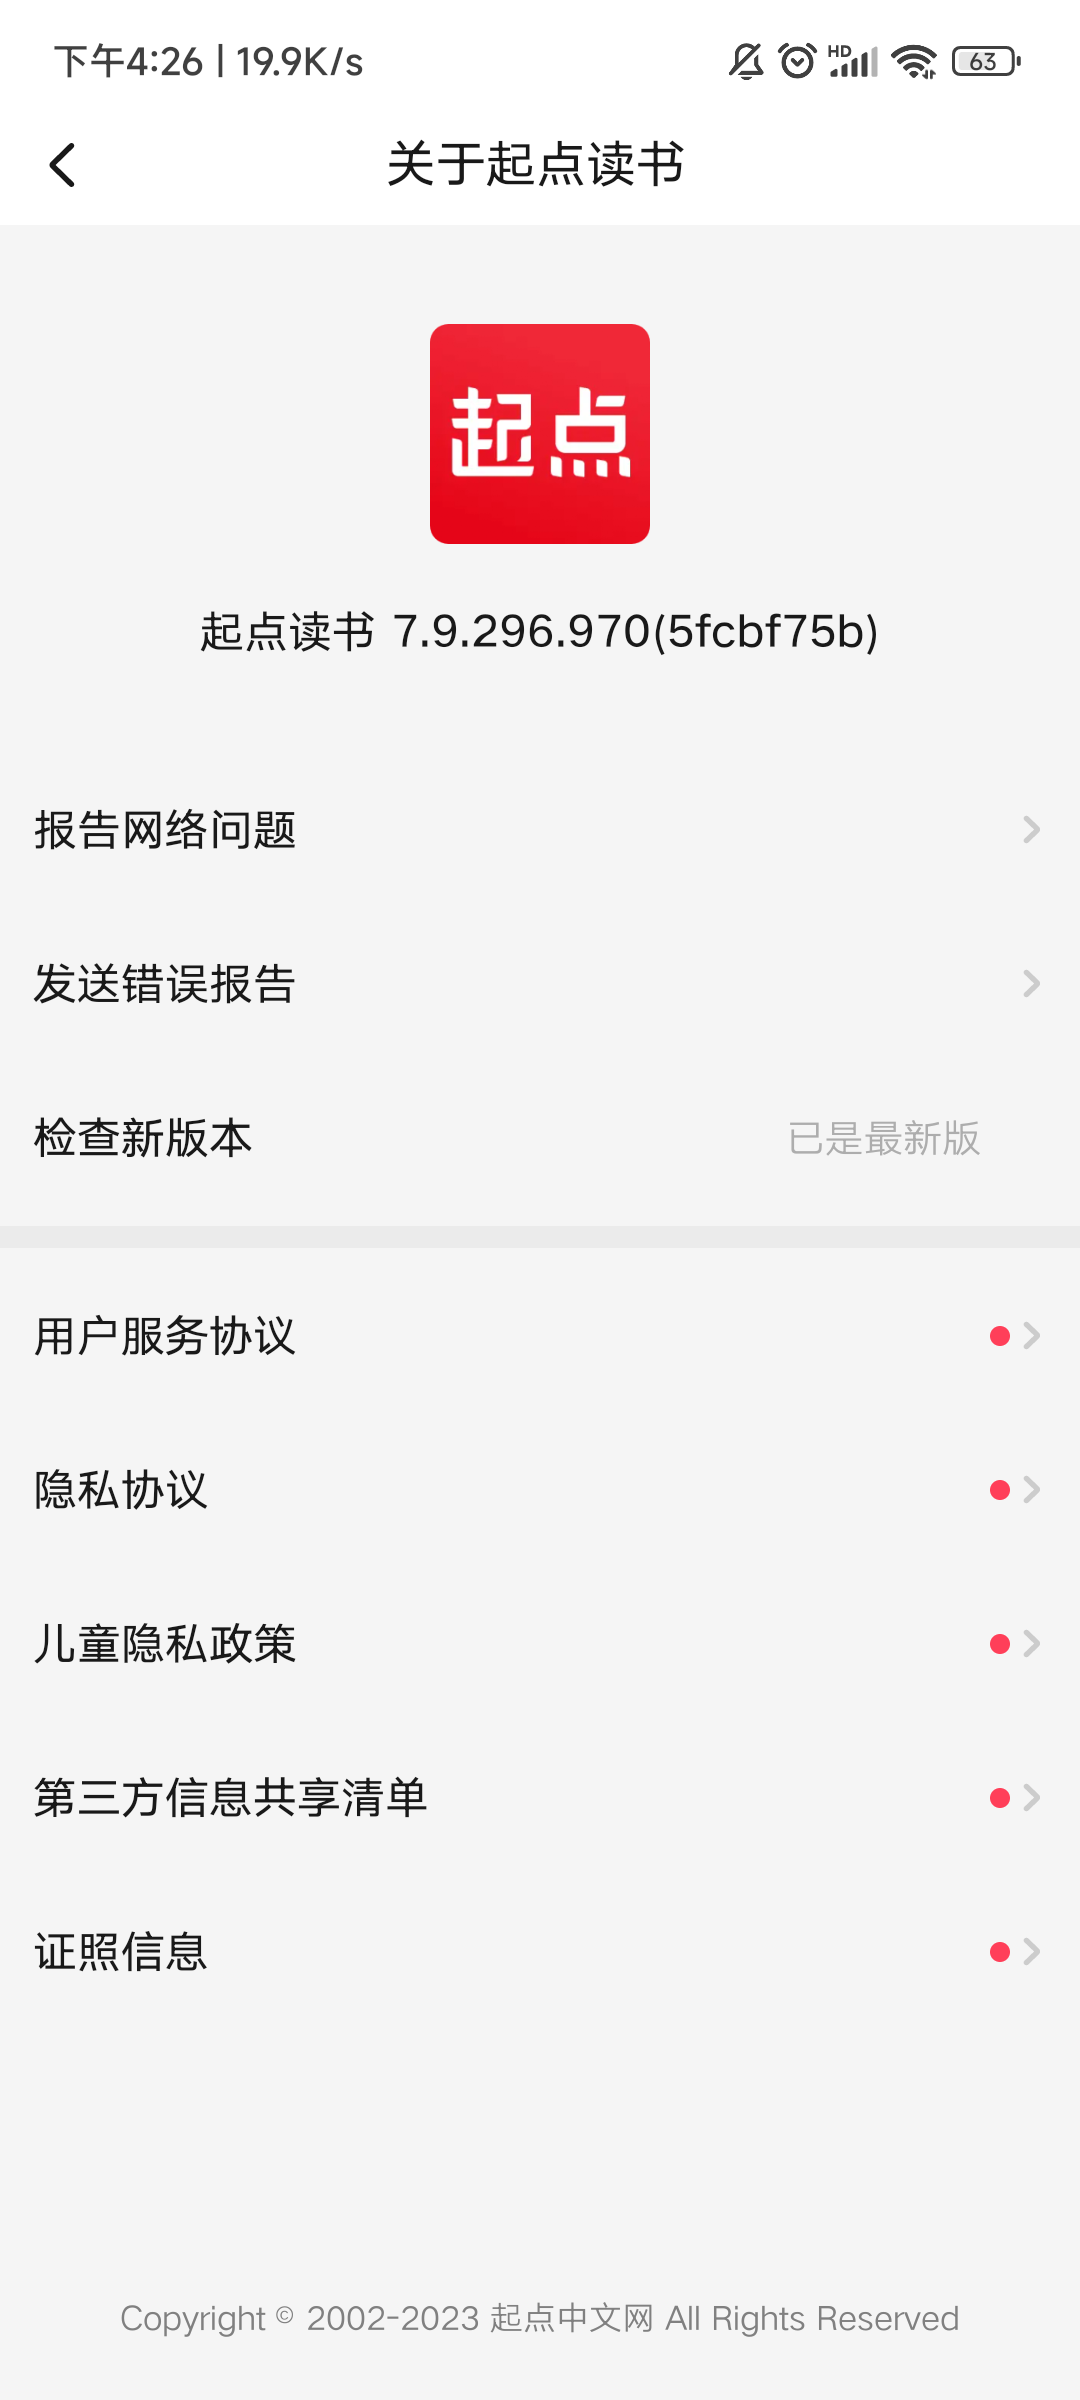 下午4:26 | 19.9K/s
HD
63
关于起点读书
起点
起点读书 7.9.296.970(5fcbf75b)
报告网络问题
发送错误报告
检查新版本 已是最新版
用户服务协议
隐私协议
儿童隐私政策
第三方信息共享清单
证照信息
Copyright © 2002-2023 起点中文网 All Rights Reserved